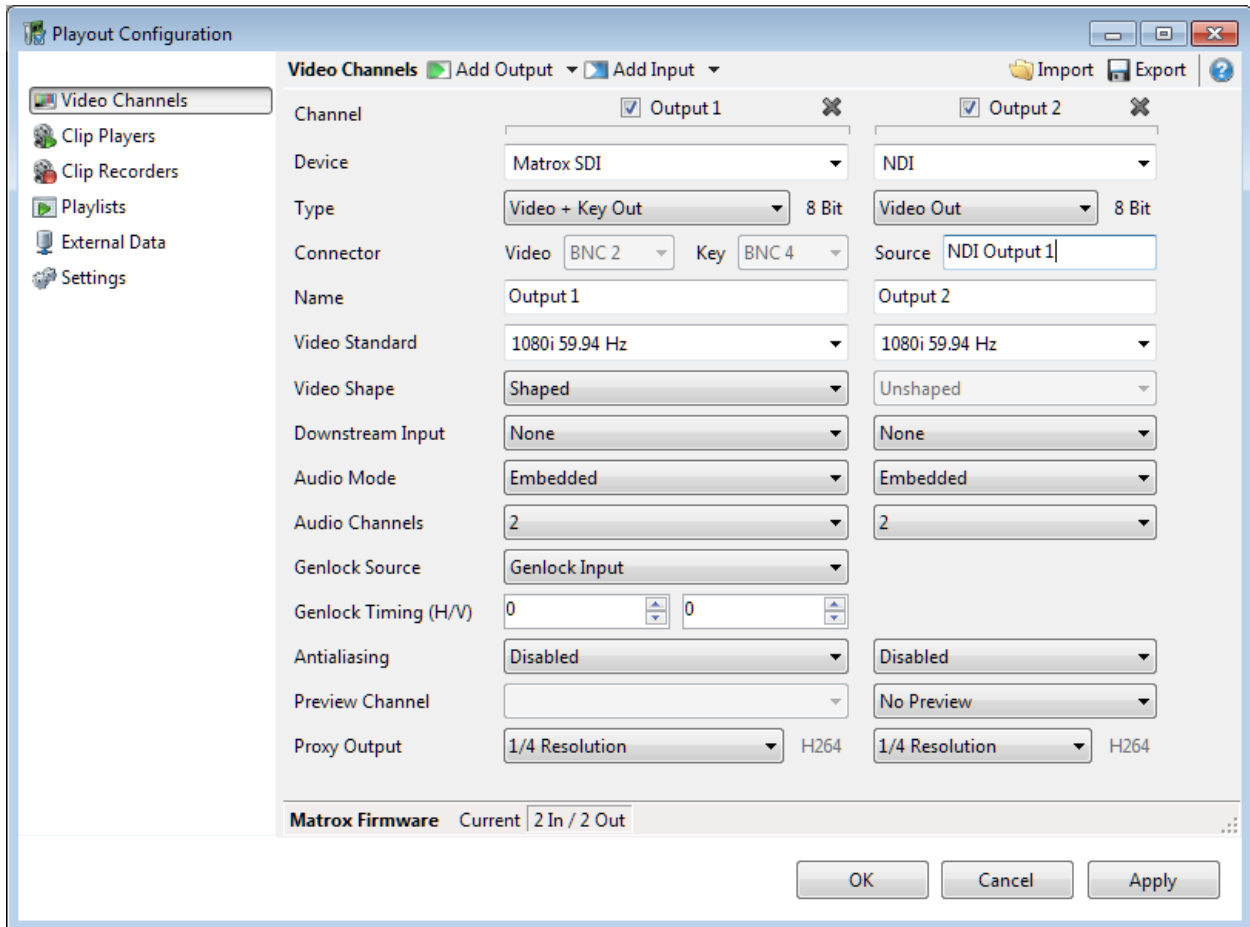 Playout Configuration
Video Channels Add Output Add Input Import Export ?
Video Channels
Clip Players
Clip Recorders
Playlists
External Data
Settings
Channel Output 1 Output 2
Device Matrox SDI NDI
Type Video + Key Out 8 Bit Video Out 8 Bit
Connector Video BNC 2 Key BNC 4 Source NDI Output 1
Name Output 1 Output 2
Video Standard 1080i 59.94 Hz 1080i 59.94 Hz
Video Shape Shaped Unshaped
Downstream Input None None
Audio Mode Embedded Embedded
Audio Channels 2 2
Genlock Source Genlock Input
Genlock Timing (H/V) 0 0
Antialiasing Disabled Disabled
Preview Channel No Preview
Proxy Output 1/4 Resolution H264 1/4 Resolution H264
Matrox Firmware Current 2 In / 2 Out
OK Cancel Apply